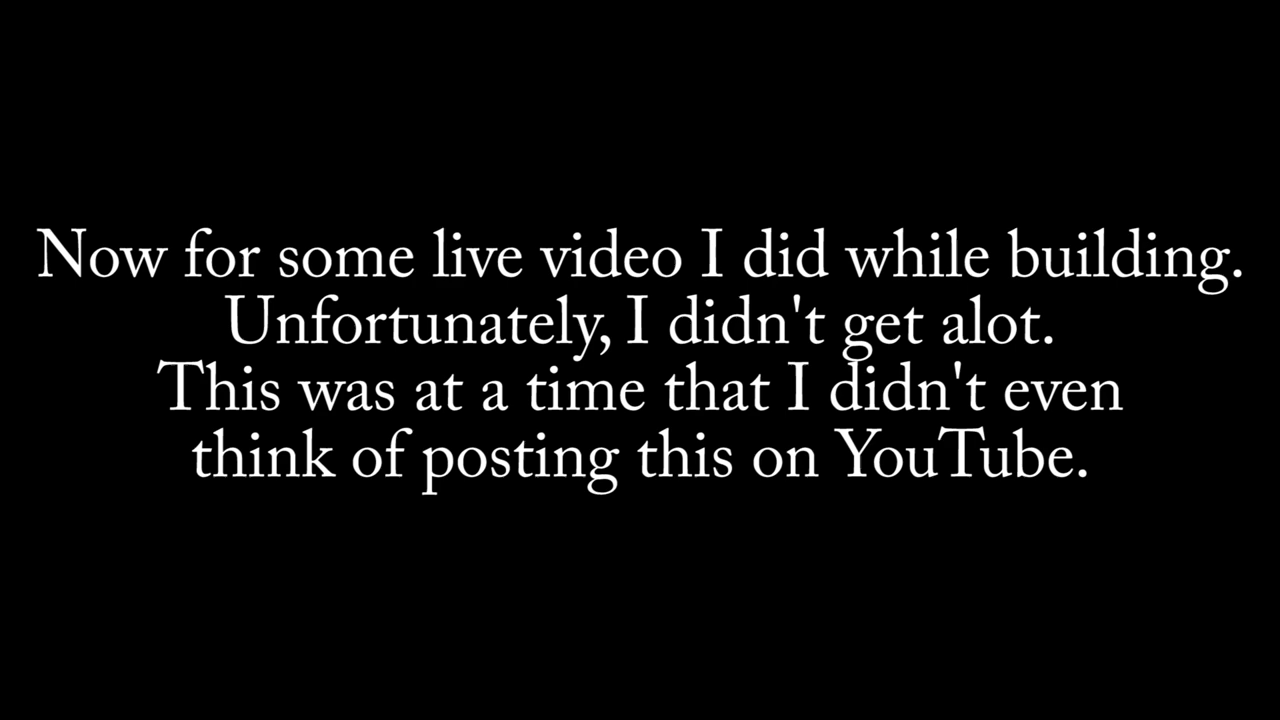 Now for some live video I did while building.
Unfortunately, I didn't get alot.
This was at a time that I didn't even
think of posting this on YouTube.